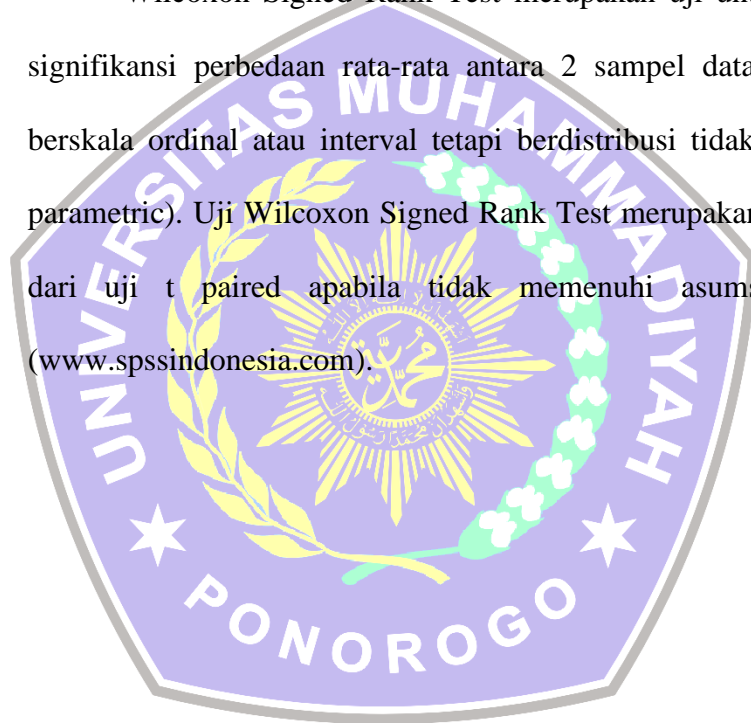 Wilcoxon Signed Rank Test merupakan uji
signifikansi perbedaan rata-rata antara 2 sampel data
berskala ordinal atau interval tetapi berdistribusi tidak
parametric). Uji Wilcoxon Signed Rank Test merupakan
dari uji t paired apabila tidak memenuhi asums
(www.spssindonesia.com).
UNIVERSITAS MUHAMMADIYAH
PONOROGO
محمدية